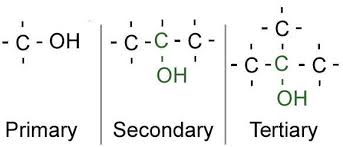 - C - OH
- C - C - C -
OH
- C -
- C - C - C -
OH
Primary
Secondary
Tertiary